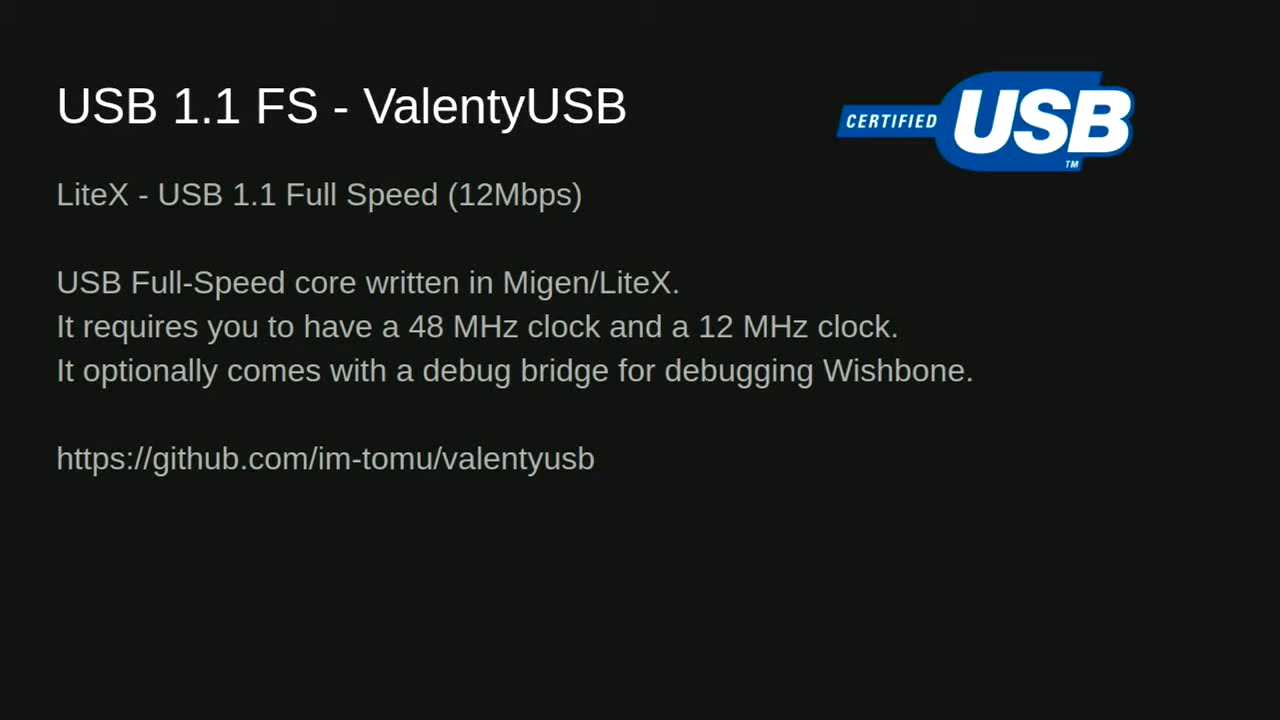 USB 1.1 FS - ValentyUSB
CERTIFIED USB TM
LiteX - USB 1.1 Full Speed (12Mbps)
USB Full-Speed core written in Migen/LiteX.
It requires you to have a 48 MHz clock and a 12 MHz clock.
It optionally comes with a debug bridge for debugging Wishbone.
https://github.com/im-tomu/valentyusb